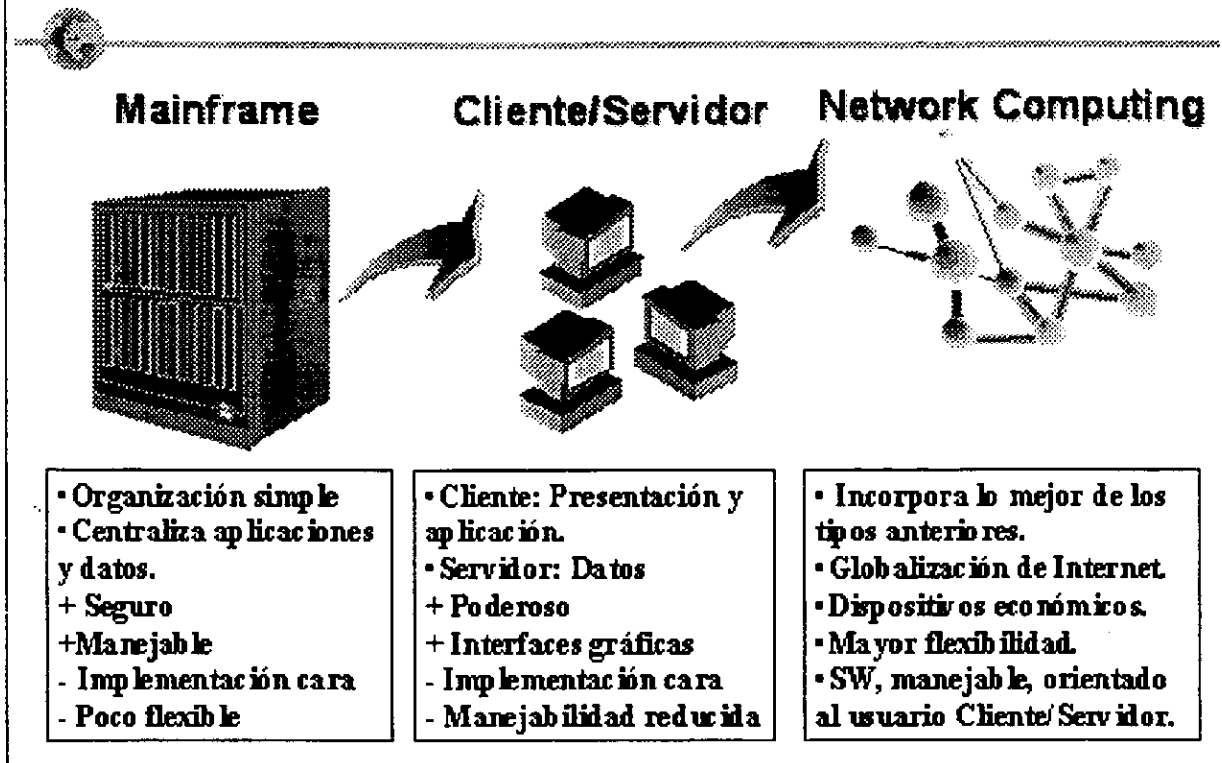 Mainframe
Cliente/Servidor
Network Computing
▪ Organización simple
▪ Centraliza aplicaciones
y datos.
+ Seguro
+Manejable
- Implementación cara
- Poco flexible
▪ Cliente: Presentación y
aplicación.
▪ Servidor: Datos
+ Poderoso
+ Interfaces gráficas
- Implementación cara
- Manejabilidad reducida
▪ Incorpora lo mejor de los
tipos anteriores.
▪ Globalización de Internet.
▪ Dispositivos económicos.
▪ Mayor flexibilidad.
▪ SW, manejable, orientado
al usuario Cliente/Servidor.